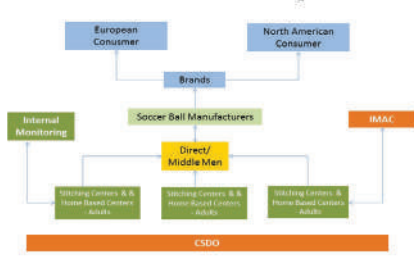 European
Conusmer
North American
Consumer
Brands
Internal
Monitoring
Soccer Ball Manufacturers
IMAC
Direct/
Middle Men
Stitching Centers & &
Home Based Centers
- Adults
Stitching Centers & &
Home Based Centers
- Adults
Stitching Centers &
Home Based Centers
- Adults
CSDO